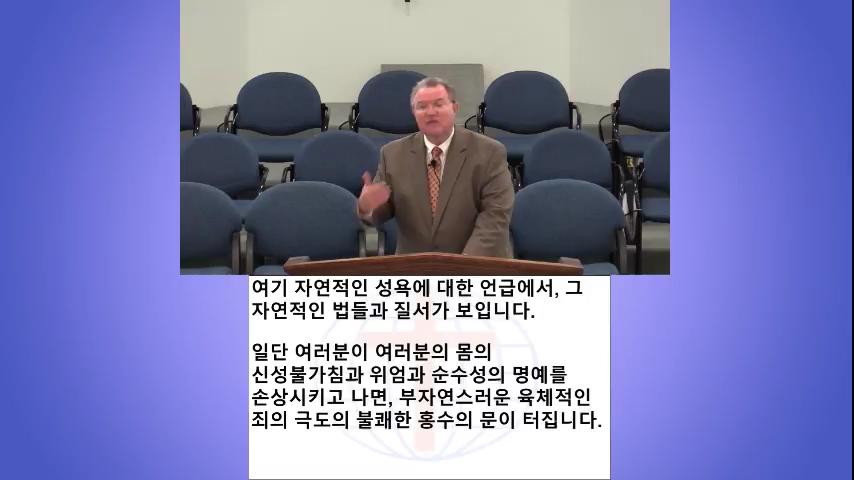 여기 자연적인 성욕에 대한 언급에서, 그
자연적인 법들과 질서가 보입니다.
일단 여러분이 여러분의 몸의
신성불가침과 위엄과 순수성의 명예를
손상시키고 나면, 부자연스러운 육체적인
죄의 극도의 불쾌한 홍수의 문이 터집니다.